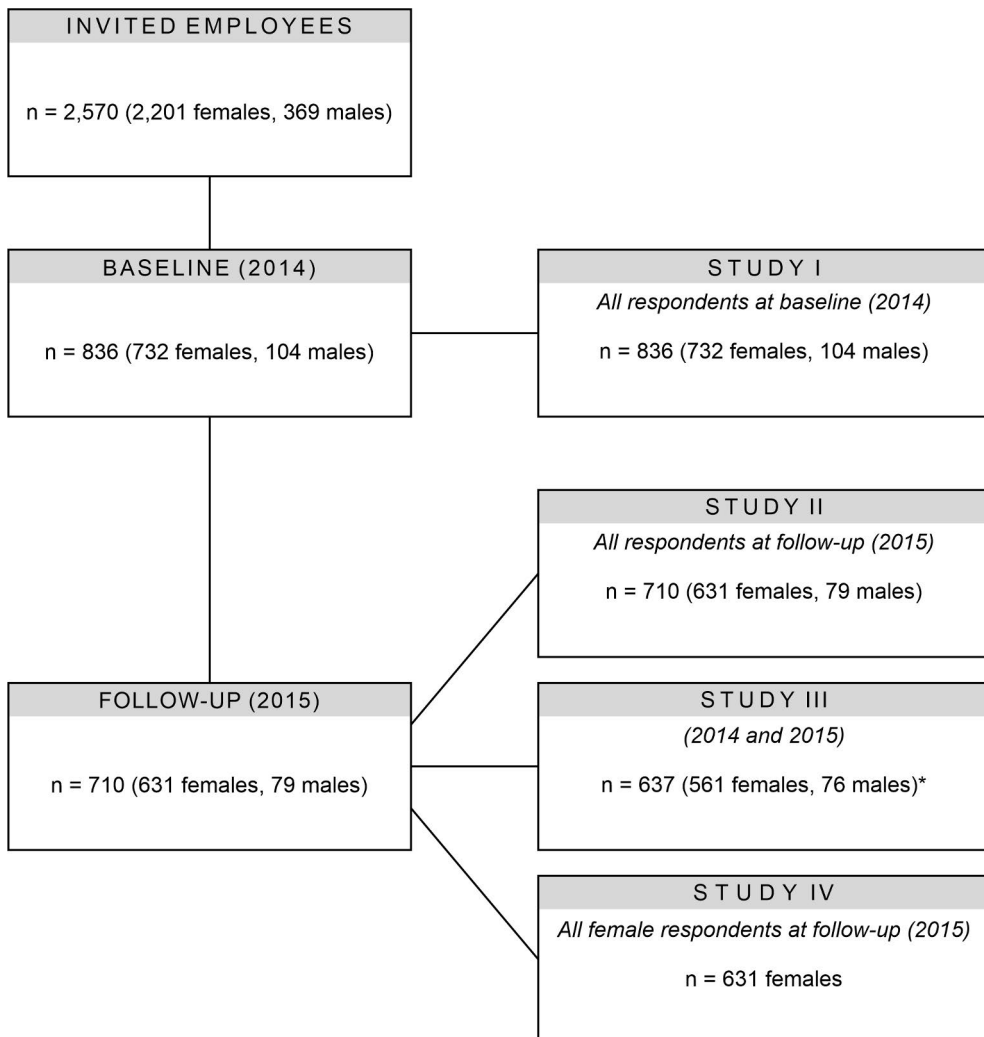 INVITED EMPLOYEES
n = 2,570 (2,201 females, 369 males)
BASELINE (2014)
n = 836 (732 females, 104 males)
STUDY I
All respondents at baseline (2014)
n = 836 (732 females, 104 males)
STUDY II
All respondents at follow-up (2015)
n = 710 (631 females, 79 males)
FOLLOW-UP (2015)
n = 710 (631 females, 79 males)
STUDY III
(2014 and 2015)
n = 637 (561 females, 76 males)*
STUDY IV
All female respondents at follow-up (2015)
n = 631 females